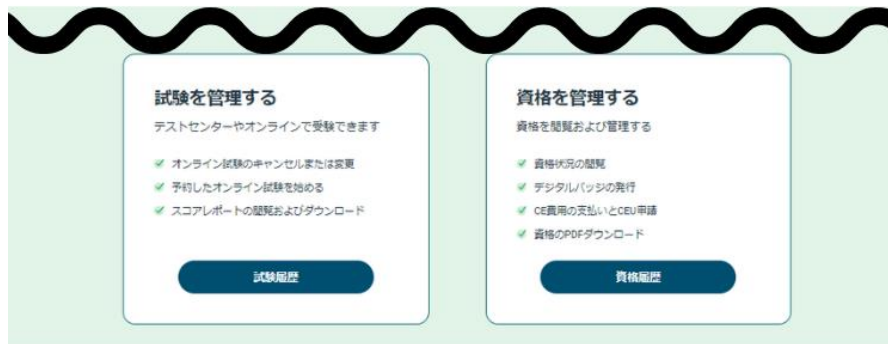 試験を管理する
テストセンターやオンラインで受験できます
オンライン試験のキャンセルまたは変更
予約したオンライン試験を始める
スコアレポートの閲覧およびダウンロード
試験履歴
資格を管理する
資格を閲覧および管理する
資格状況の閲覧
デジタルバッジの発行
CE費用の支払いとCEU申請
資格のPDFダウンロード
資格履歴